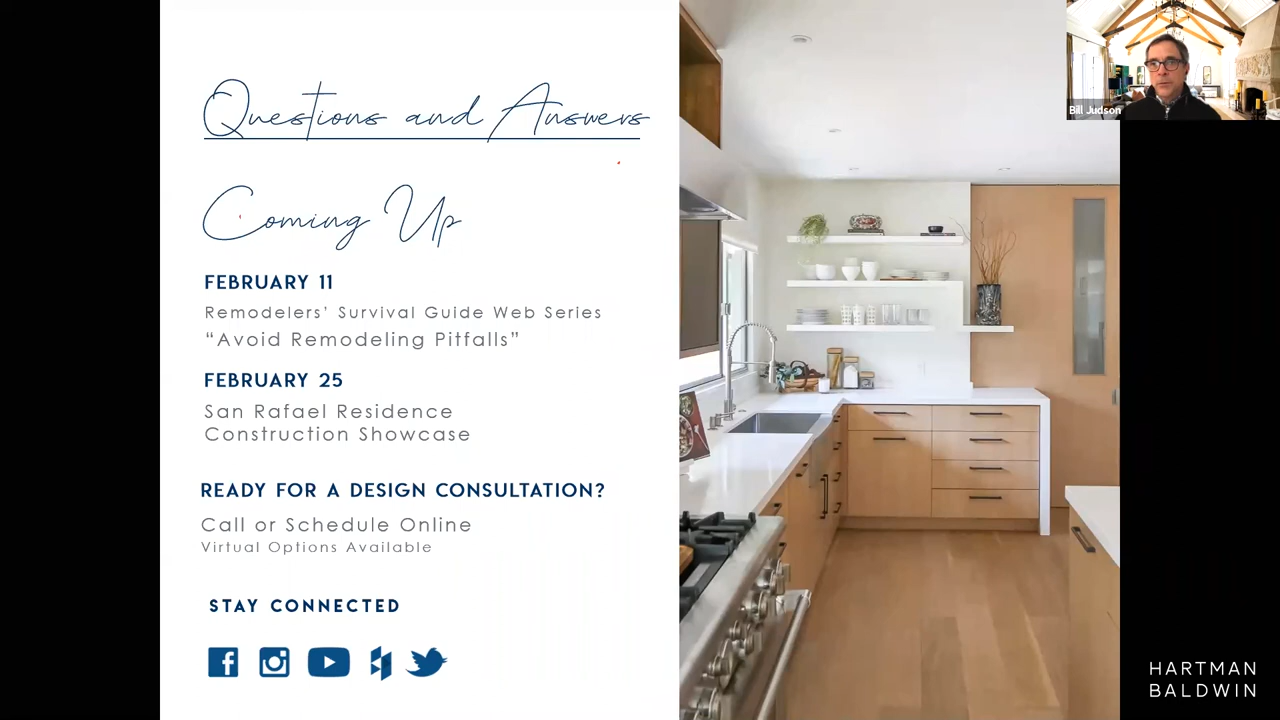 Questions and Answers
Coming Up
FEBRUARY 11
Remodelers' Survival Guide Web Series
“Avoid Remodeling Pitfalls”
FEBRUARY 25
San Rafael Residence
Construction Showcase
READY FOR A DESIGN CONSULTATION?
Call or Schedule Online
Virtual Options Available
STAY CONNECTED
Bill Judson
HARTMAN
BALDWIN